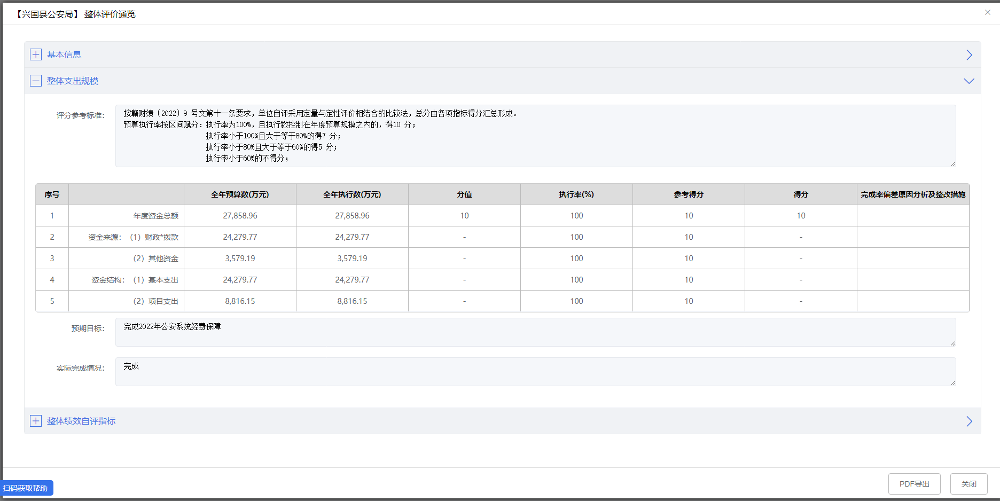 【兴国县公安局】 整体评价通览
基本信息
整体支出规模
评分参考标准：
按赣财绩〔2022〕9 号文第十一条要求，单位自评采用定量与定性评价相结合的比较法，总分由各项指标得分汇总形成。
预算执行率按区间赋分：执行率为100%，且执行数控制在年度预算规模之内的，得10 分；
执行率小于100%且大于等于80%的得7 分；
执行率小于80%且大于等于60%的得5 分；
执行率小于60%的不得分；
序号 全年预算数(万元) 全年执行数(万元) 分值 执行率(%) 参考得分 得分 完成率偏差原因分析及整改措施
1 年度资金总额 27,858.96 27,858.96 10 100 10 10
2 资金来源：（1）财政*拨款 24,279.77 24,279.77 - 100 10 -
3 （2）其他资金 3,579.19 3,579.19 - 100 10 -
4 资金结构：（1）基本支出 24,279.77 24,279.77 - 100 10 -
5 （2）项目支出 8,816.15 8,816.15 - 100 10 -
预期目标： 完成2022年公安系统经费保障
实际完成情况： 完成
整体绩效自评指标
扫码获取帮助
PDF导出 关闭